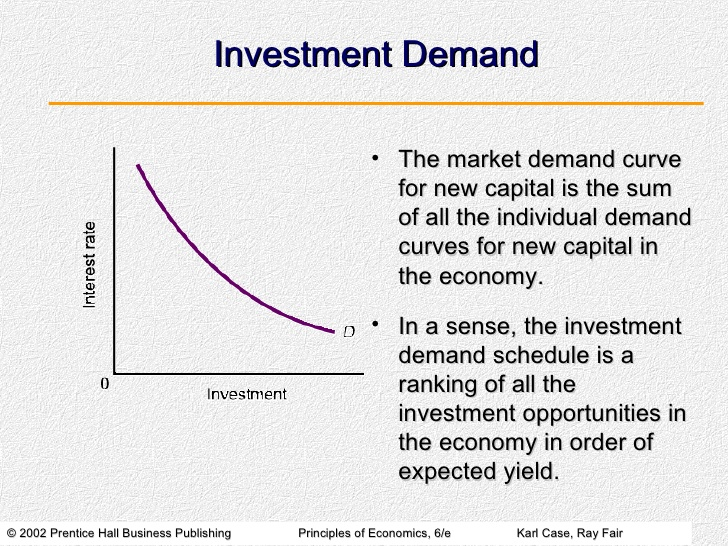 Investment Demand
• The market demand curve
for new capital is the sum
of all the individual demand
curves for new capital in
the economy.
• In a sense, the investment
demand schedule is a
ranking of all the
investment opportunities in
the economy in order of
expected yield.
Interest rate
D
0
Investment
© 2002 Prentice Hall Business Publishing Principles of Economics, 6/e Karl Case, Ray Fair